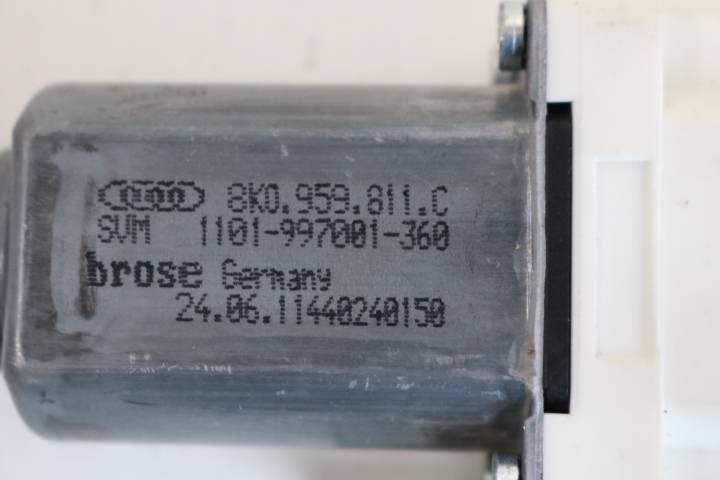 8K0.959.811.C
SVM 1101-997001-360
brose Germany
24.06.11440240150